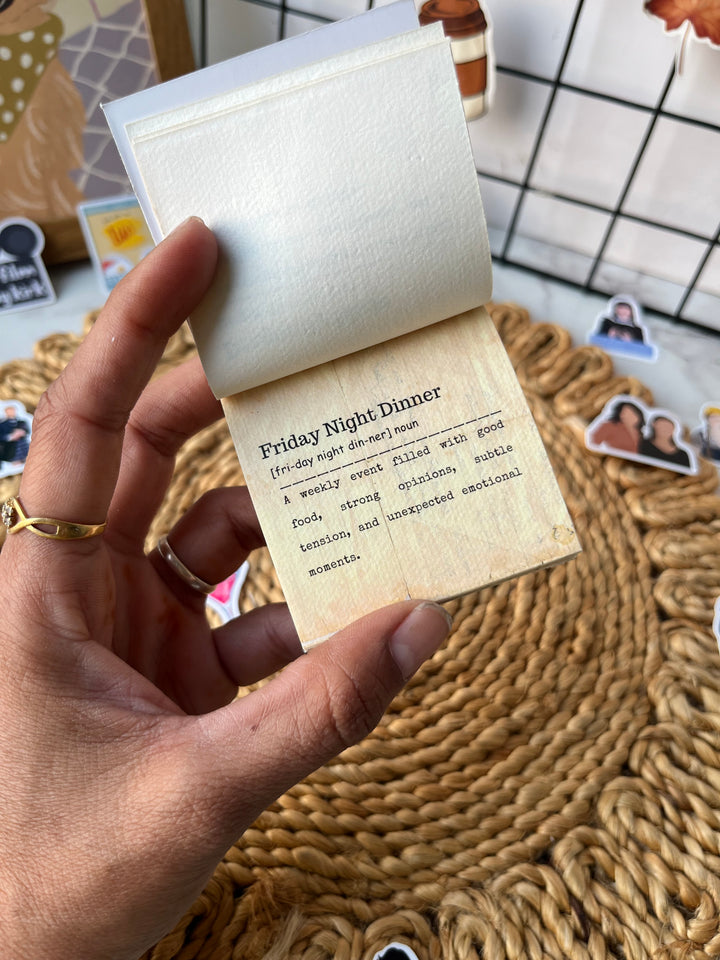 Friday Night Dinner
[fri-day night din-ner] noun
A weekly event filled with good
food, strong opinions, subtle
tension, and unexpected emotional
moments.